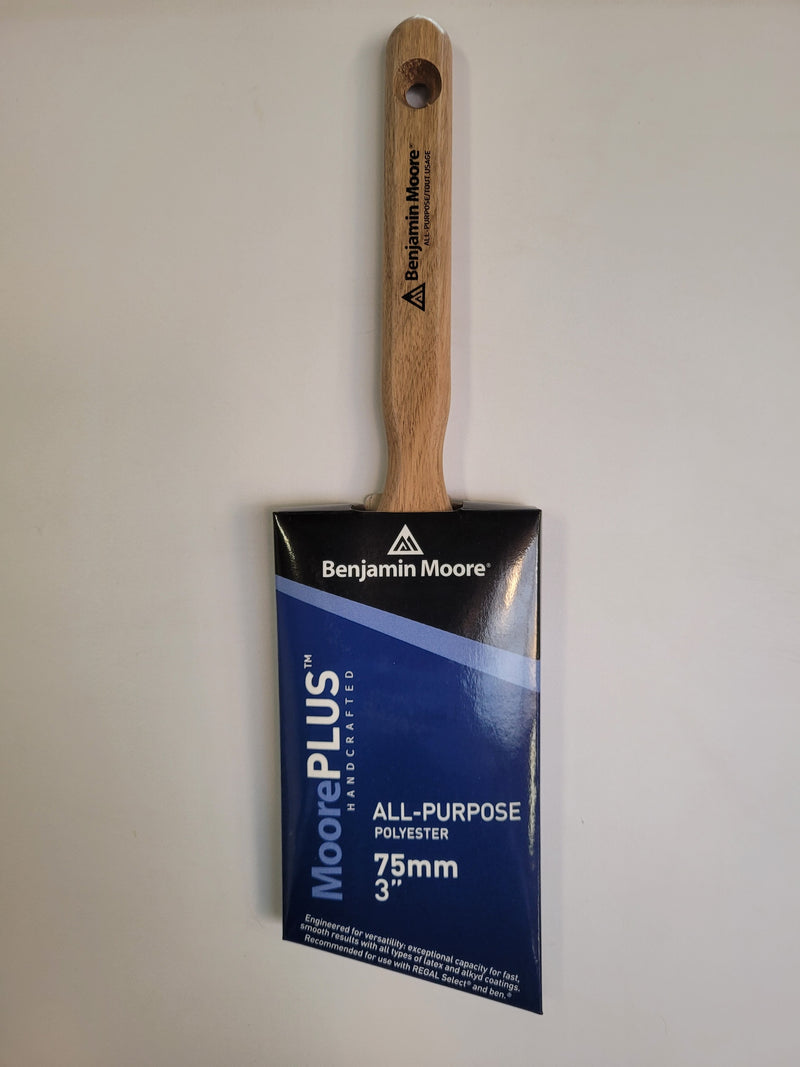 Benjamin Moore®
ALL-PURPOSE/TOUT USAGE
Benjamin Moore®
MoorePLUS™
HANDCRAFTED
ALL-PURPOSE
POLYESTER
75mm
3”
Engineered for versatility: exceptional capacity for fast,
smooth results with all types of latex and alkyd coatings.
Recommended for use with REGAL Select® and ben.®